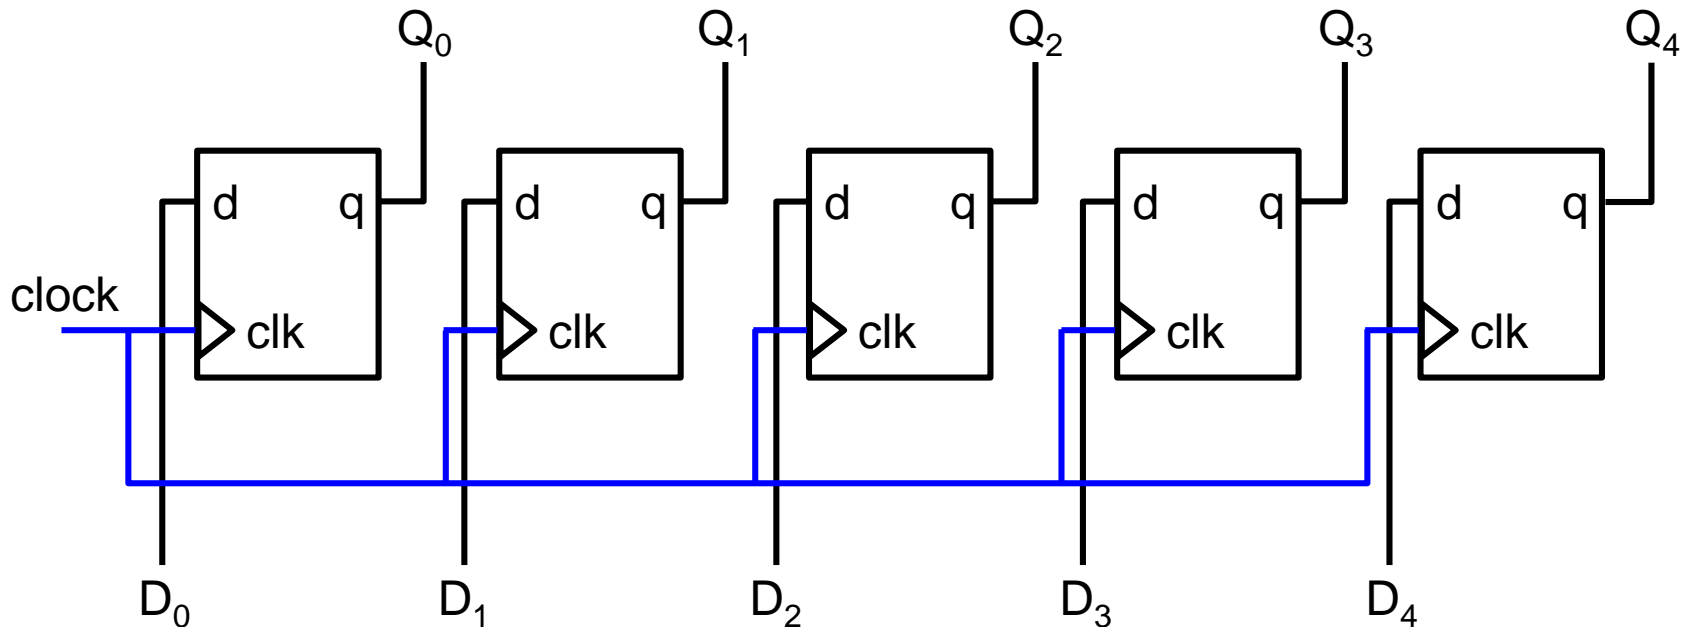 Q₀ Q₁ Q₂ Q₃ Q₄
d q d q d q d q d q
clock
clk clk clk clk clk
D₀ D₁ D₂ D₃ D₄